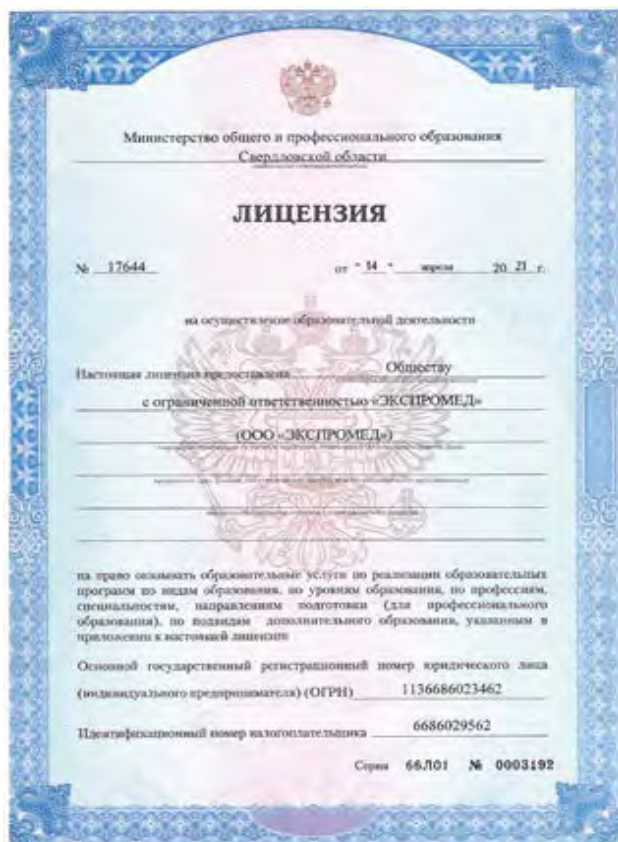 Министерство общего и профессионального образования
Свердловской области
ЛИЦЕНЗИЯ
№ 17644 от "14" апреля 20 21 г.
на осуществление образовательной деятельности
Настоящая лицензия предоставлена Обществу
с ограниченной ответственностью «ЭКСПРОМЕД»
(ООО «ЭКСПРОМЕД»)
на право оказывать образовательные услуги по реализации образовательных
программ по видам образования, по уровням образования, по профессиям,
специальностям, направлениям подготовки (для профессионального
образования), по подвидам дополнительного образования, указанным в
приложении к настоящей лицензии
Основной государственный регистрационный номер юридического лица
(индивидуального предпринимателя) (ОГРН) 1136686023462
Идентификационный номер налогоплательщика 6686029562
Серия 66Л01 № 0003192